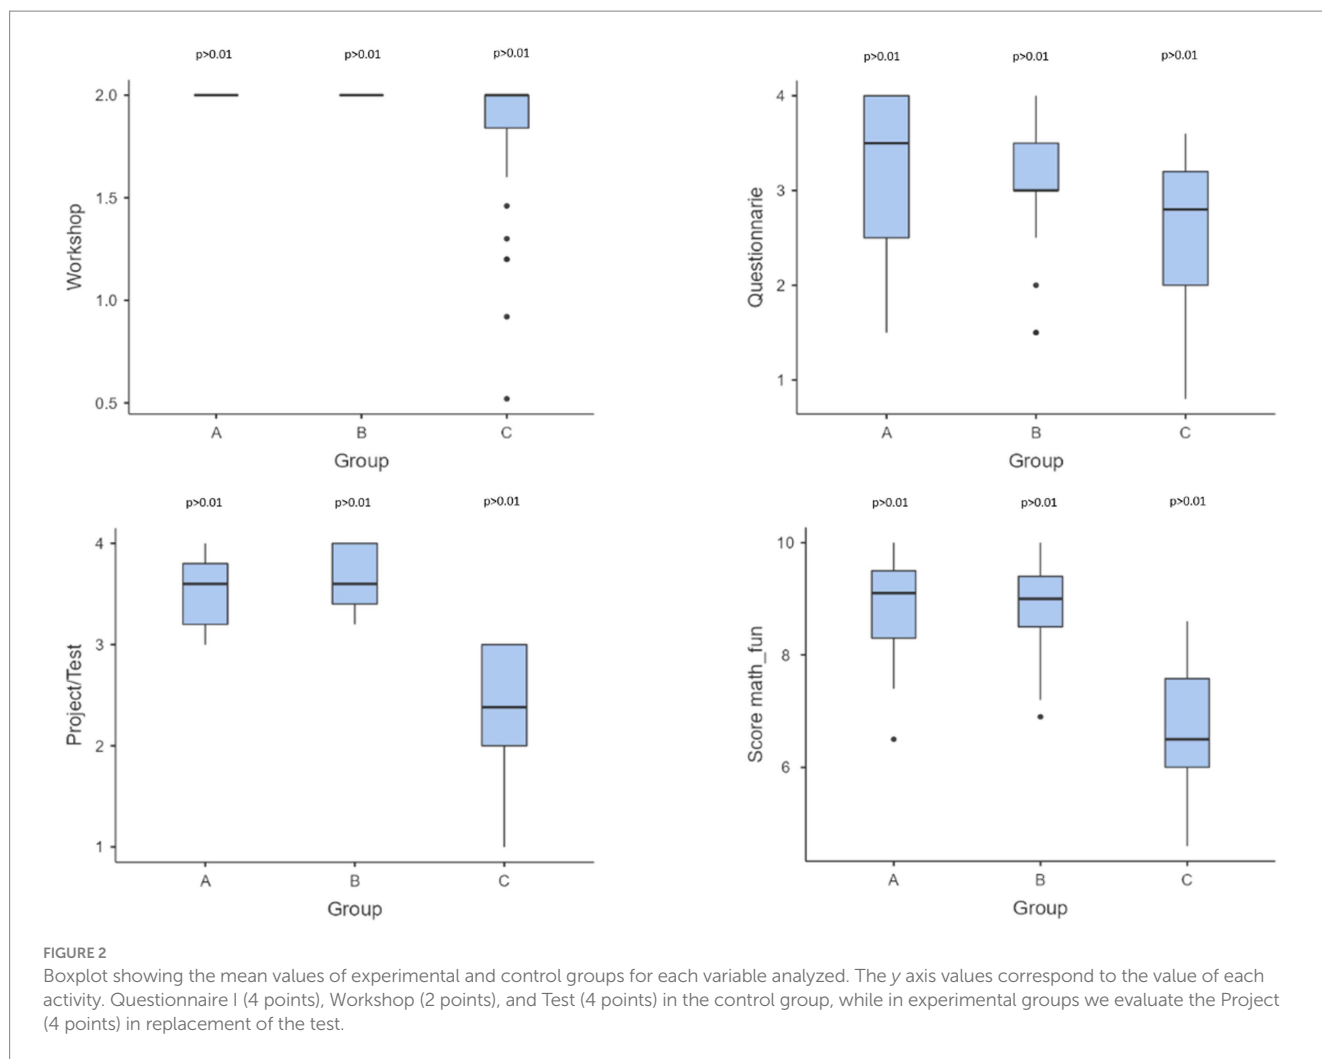 p>0.01 p>0.01 p>0.01
2.0
1.5
1.0
0.5
Workshop
A B C
Group
p>0.01 p>0.01 p>0.01
4
3
2
1
Questionnarie
A B C
Group
p>0.01 p>0.01 p>0.01
4
3
2
1
Project/Test
A B C
Group
p>0.01 p>0.01 p>0.01
10
8
6
Score math_fun
A B C
Group
FIGURE 2
Boxplot showing the mean values of experimental and control groups for each variable analyzed. The y axis values correspond to the value of each
activity. Questionnaire I (4 points), Workshop (2 points), and Test (4 points) in the control group, while in experimental groups we evaluate the Project
(4 points) in replacement of the test.